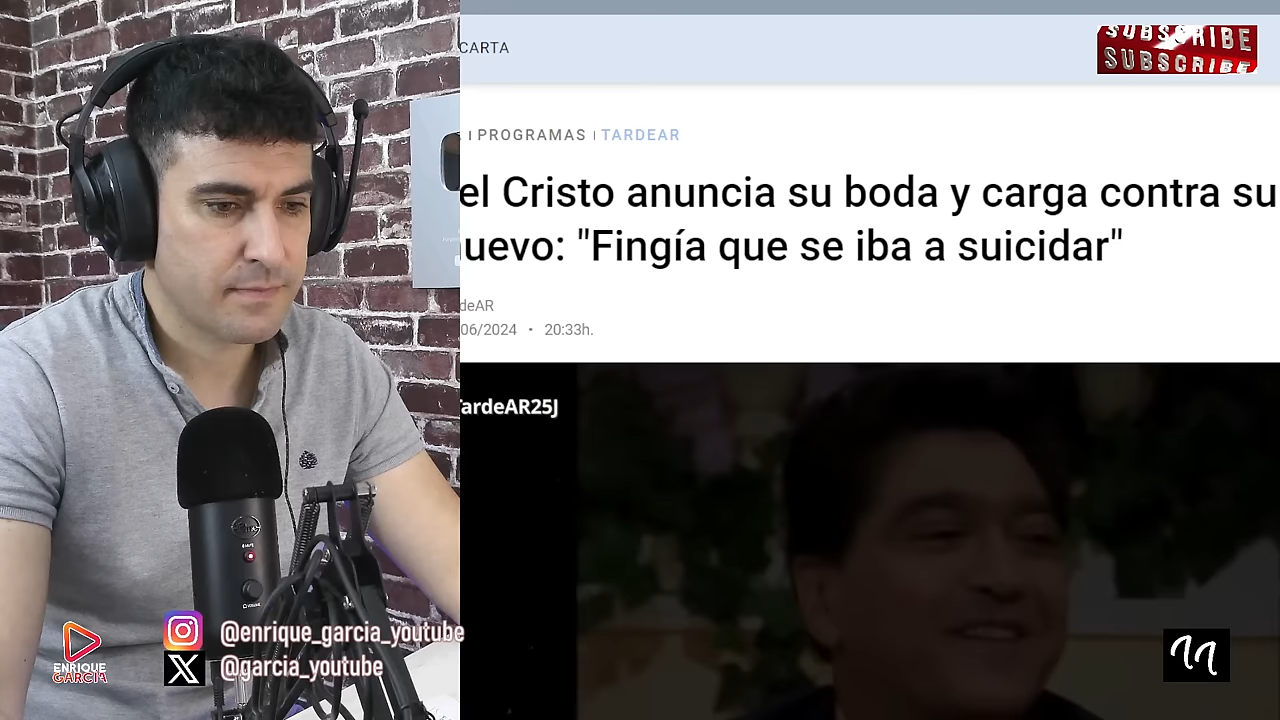 CARTA
SUBSCRIBE
SUBSCRIBE
PROGRAMAS | TARDEAR
el Cristo anuncia su boda y carga contra su
uevo: "Fingía que se iba a suicidar"
deAR
06/2024 • 20:33h.
TardeAR25J
@enrique_garcia_youtube
@garcia_youtube
ENRIQUE
GARCIA